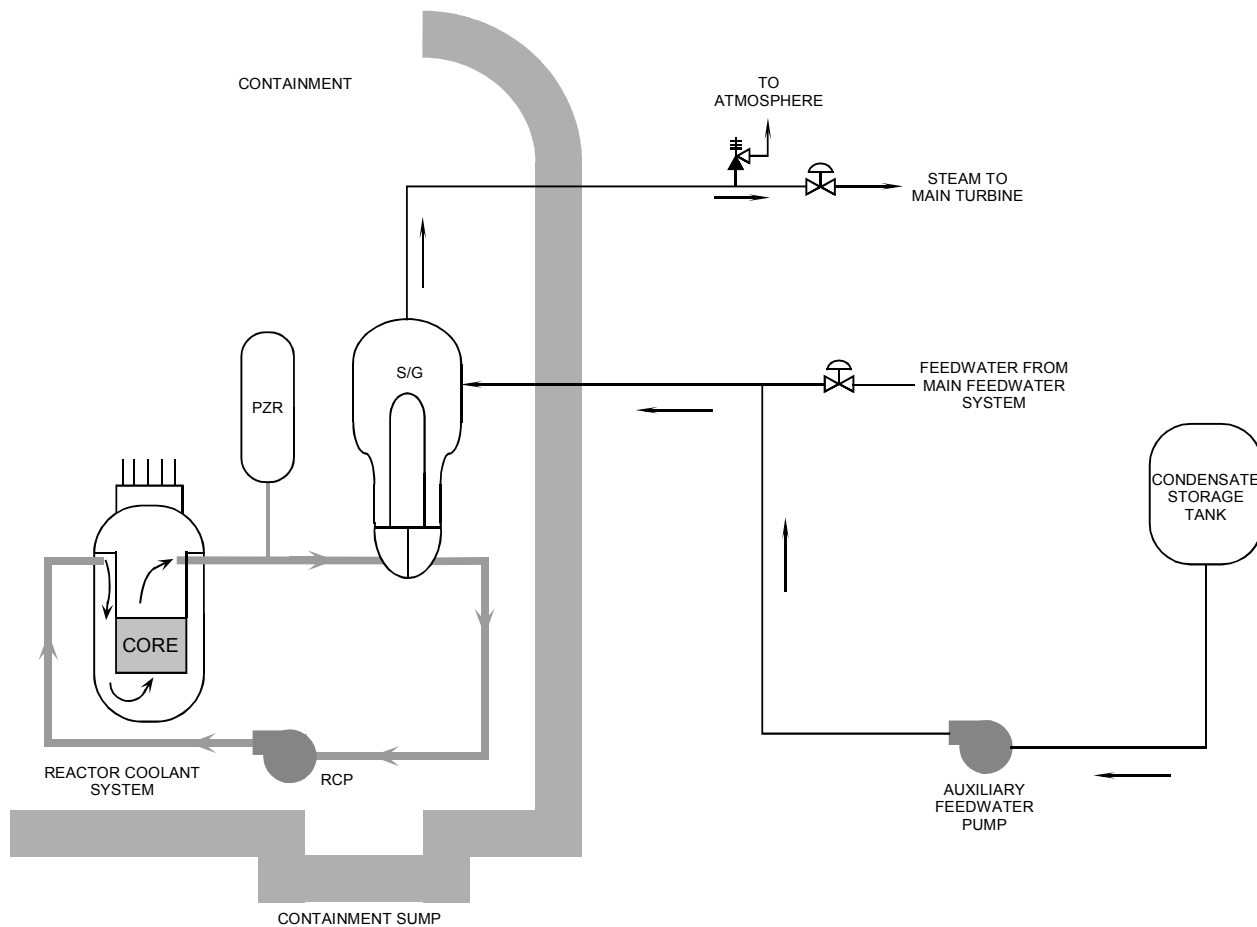 CONTAINMENT
TO
ATMOSPHERE
STEAM TO
MAIN TURBINE
S/G
PZR
FEEDWATER FROM
MAIN FEEDWATER
SYSTEM
CONDENSATE
STORAGE
TANK
CORE
REACTOR COOLANT
SYSTEM
RCP
AUXILIARY
FEEDWATER
PUMP
CONTAINMENT SUMP